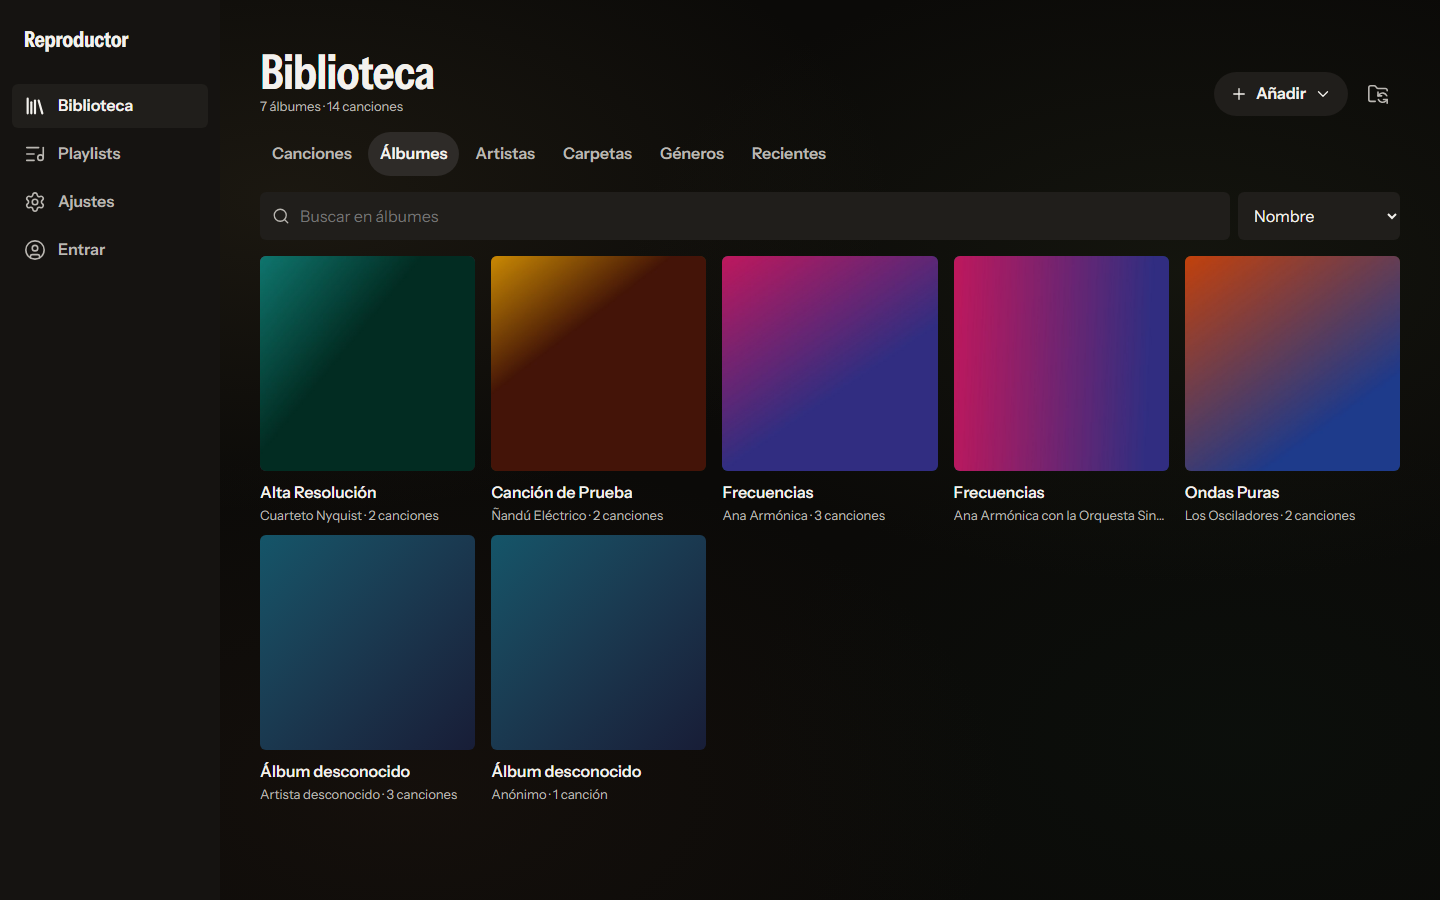 Reproductor
Biblioteca
Playlists
Ajustes
Entrar
Biblioteca
7 álbumes · 14 canciones
Añadir
Canciones
Álbumes
Artistas
Carpetas
Géneros
Recientes
Buscar en álbumes
Nombre
Alta Resolución
Cuarteto Nyquist · 2 canciones
Canción de Prueba
Ñandú Eléctrico · 2 canciones
Frecuencias
Ana Armónica · 3 canciones
Frecuencias
Ana Armónica con la Orquesta Sin...
Ondas Puras
Los Osciladores · 2 canciones
Álbum desconocido
Artista desconocido · 3 canciones
Álbum desconocido
Anónimo · 1 canción